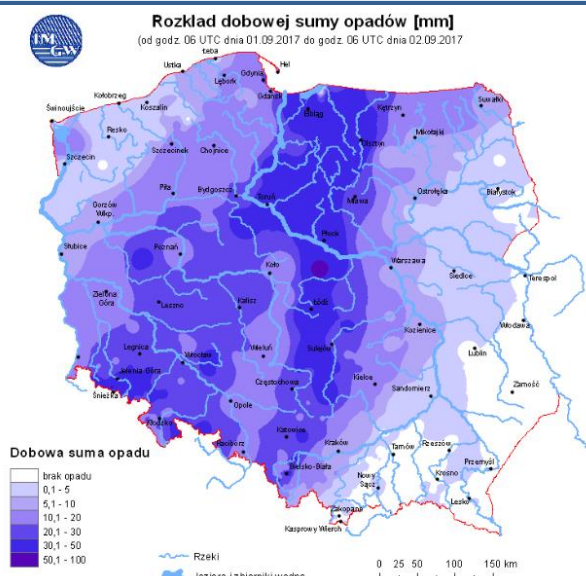 Rozkład dobowej sumy opadów [mm]
(od godz. 06 UTC dnia 01.09.2017 do godz. 06 UTC dnia 02.09.2017
IM
GW
Łeba
Hel
Ustka
Gdynia
Lębork
Gdańsk
Kołobrzeg
Koszalin
Świnoujście
Resko
Elbląg
Kętrzyn
Suwałki
Mikołajki
Olsztyn
Szczecin
Szczecinek
Chojnice
Piła
Bydgoszcz
Toruń
Mława
Ostrołęka
Białystok
Gorzów
Wlkp.
Płock
Słubice
Poznań
Koło
Warszawa
Siedlce
Terespol
Zielona
Góra
Leszno
Kalisz
Łódź
Kozienice
Włodawa
Legnica
Wrocław
Wieluń
Sulejów
Lublin
Jelenia Góra
Śnieżka
Częstochowa
Kielce
Sandomierz
Zamość
Opole
Kłodzko
Racibórz
Katowice
Kraków
Tarnów
Rzeszów
Przemyśl
Bielsko-Biała
Nowy
Sącz
Krosno
Lesko
Zakopane
Kasprowy Wierch
Dobowa suma opadu
brak opadu
0,1 - 5
5,1 - 10
10,1 - 20
20,1 - 30
30,1 - 50
50,1 - 100
Rzeki
Jeziora i zbiorniki wodne
0 25 50 100 150 km